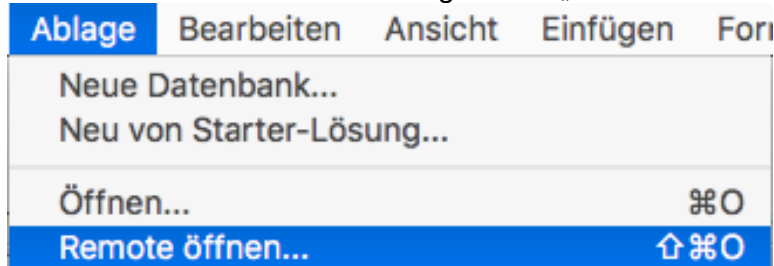 Ablage Bearbeiten Ansicht Einfügen
Neue Datenbank...
Neu von Starter-Lösung...
Öffnen... ⌘O
Remote öffnen... ⇧⌘O